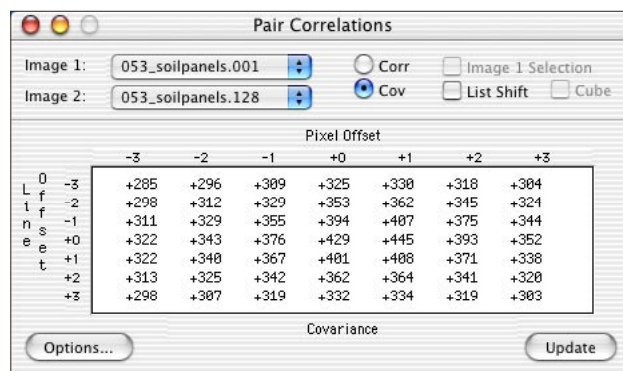 Pair Correlations
Image 1: 053_soilpanels.001 Corr Image 1 Selection
Image 2: 053_soilpanels.128 Cov List Shift Cube
Pixel Offset
-3 -2 -1 +0 +1 +2 +3
Line Offset
-3 +285 +296 +309 +325 +330 +318 +304
-2 +298 +312 +329 +353 +362 +345 +324
-1 +311 +329 +355 +394 +407 +375 +344
+0 +322 +343 +376 +429 +445 +393 +352
+1 +322 +340 +367 +401 +408 +371 +338
+2 +313 +325 +342 +362 +364 +341 +320
+3 +298 +307 +319 +332 +334 +319 +303
Covariance
Options... Update